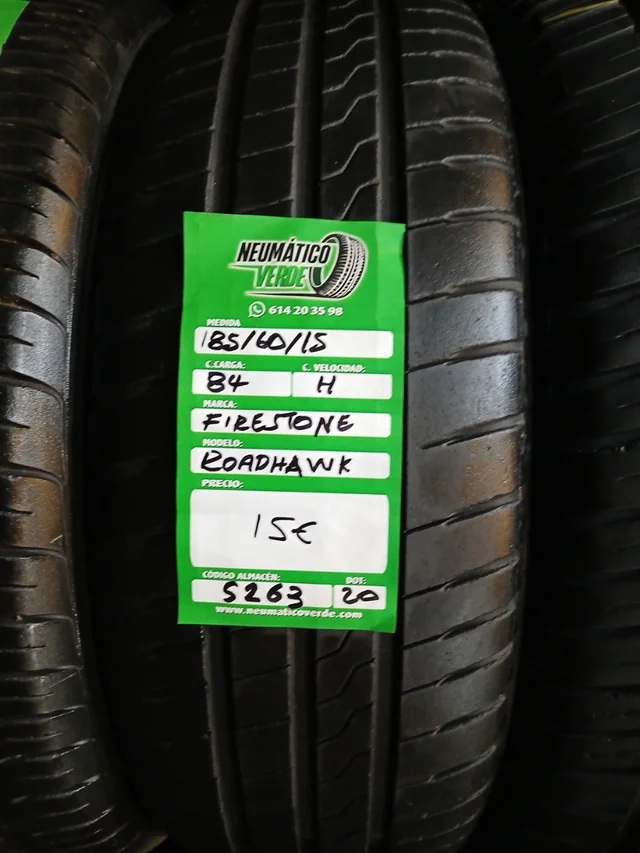 NEUMÁTICO
VERDE
614 20 35 98
MEDIDA
185/60/15
C.CARGA: C. VELOCIDAD:
84 H
MARCA:
FIRESTONE
MODELO:
ROADHAWK
PRECIO:
15€
CÓDIGO ALMACÉN: DOT:
S263 20
www.neumaticoverde.com